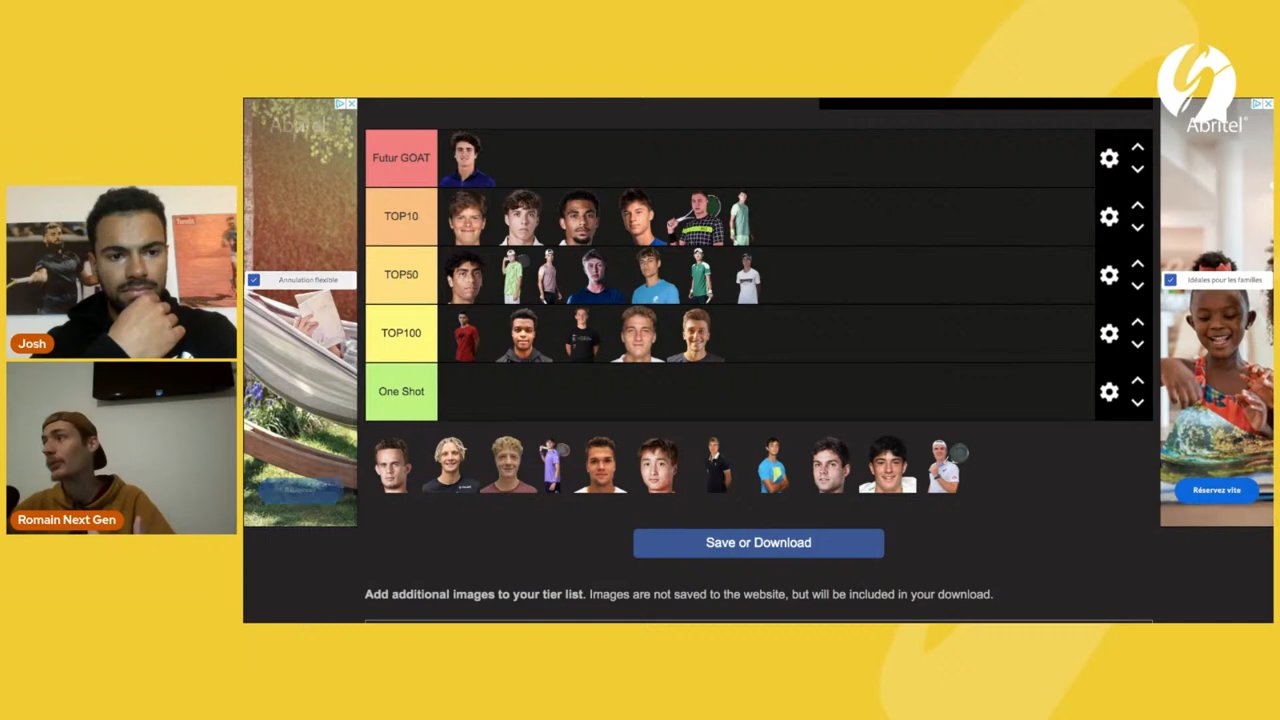 Abritel
Abritel®
Futur GOAT
TOP10
TOP50
Annulation flexible
Idéales pour les familles
TOP100
Josh
One Shot
Réservez vite
Romain Next Gen
Save or Download
Add additional images to your tier list. Images are not saved to the website, but will be included in your download.